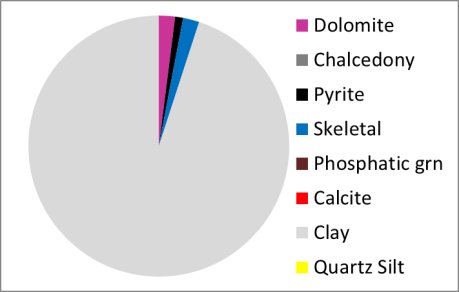 Dolomite
Chalcedony
Pyrite
Skeletal
Phosphatic grn
Calcite
Clay
Quartz Silt